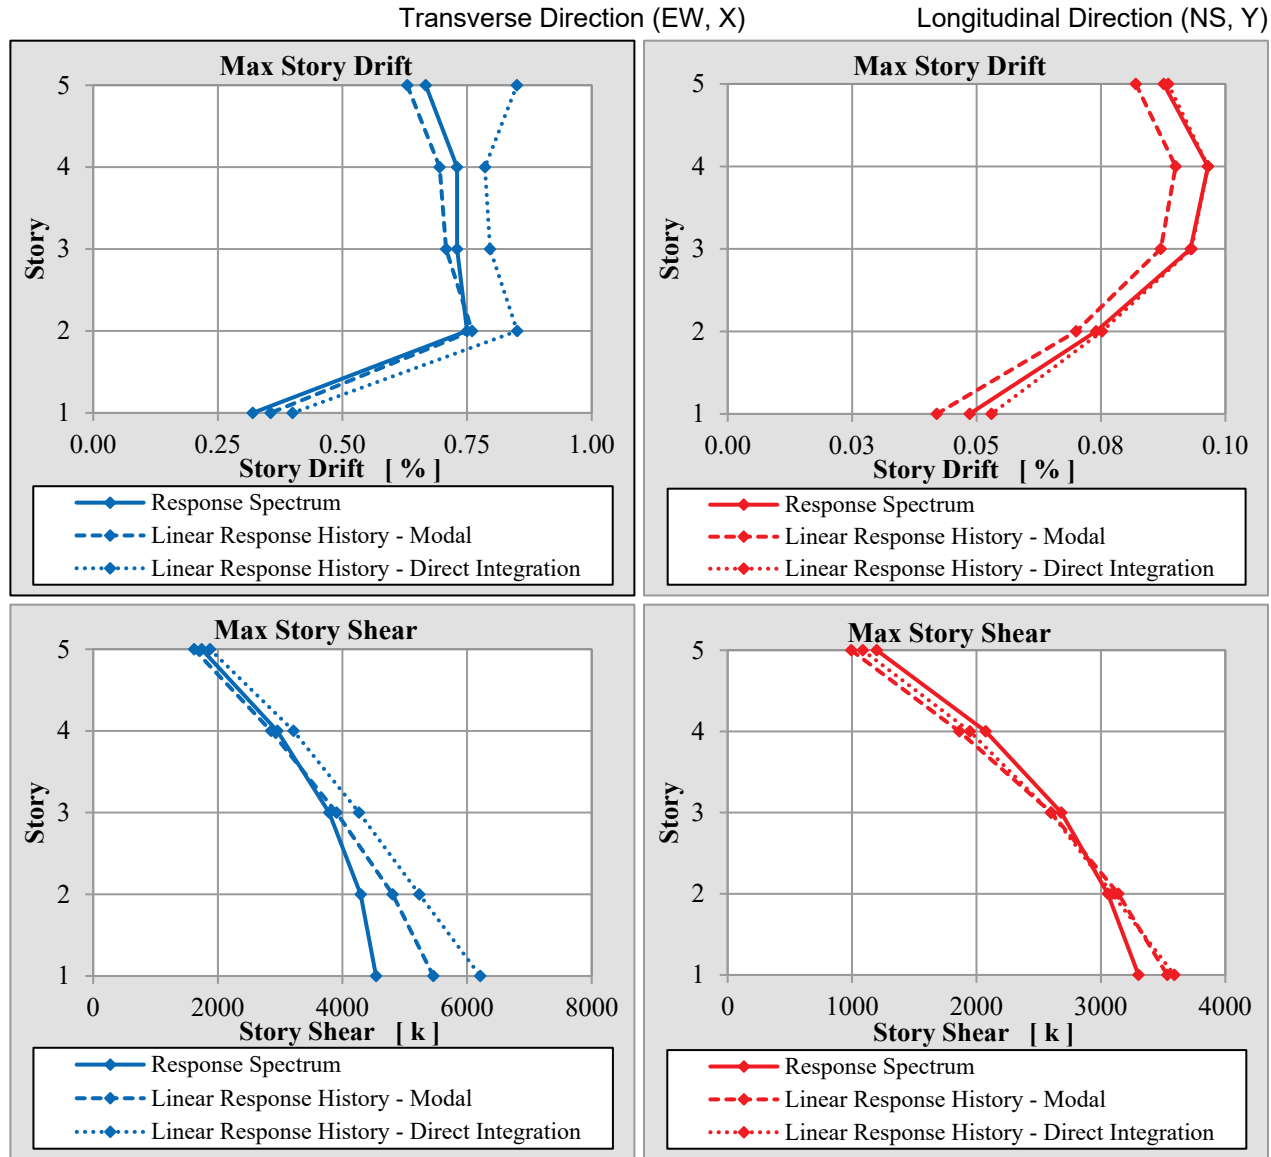 Transverse Direction (EW, X)
Longitudinal Direction (NS, Y)
Max Story Drift
5
4
3
2
1
Story
0.00 0.25 0.50 0.75 1.00
Story Drift [ % ]
Response Spectrum
Linear Response History - Modal
Linear Response History - Direct Integration
Max Story Drift
5
4
3
2
1
Story
0.00 0.03 0.05 0.08 0.10
Story Drift [ % ]
Response Spectrum
Linear Response History - Modal
Linear Response History - Direct Integration
Max Story Shear
5
4
3
2
1
Story
0 2000 4000 6000 8000
Story Shear [ k ]
Response Spectrum
Linear Response History - Modal
Linear Response History - Direct Integration
Max Story Shear
5
4
3
2
1
Story
0 1000 2000 3000 4000
Story Shear [ k ]
Response Spectrum
Linear Response History - Modal
Linear Response History - Direct Integration